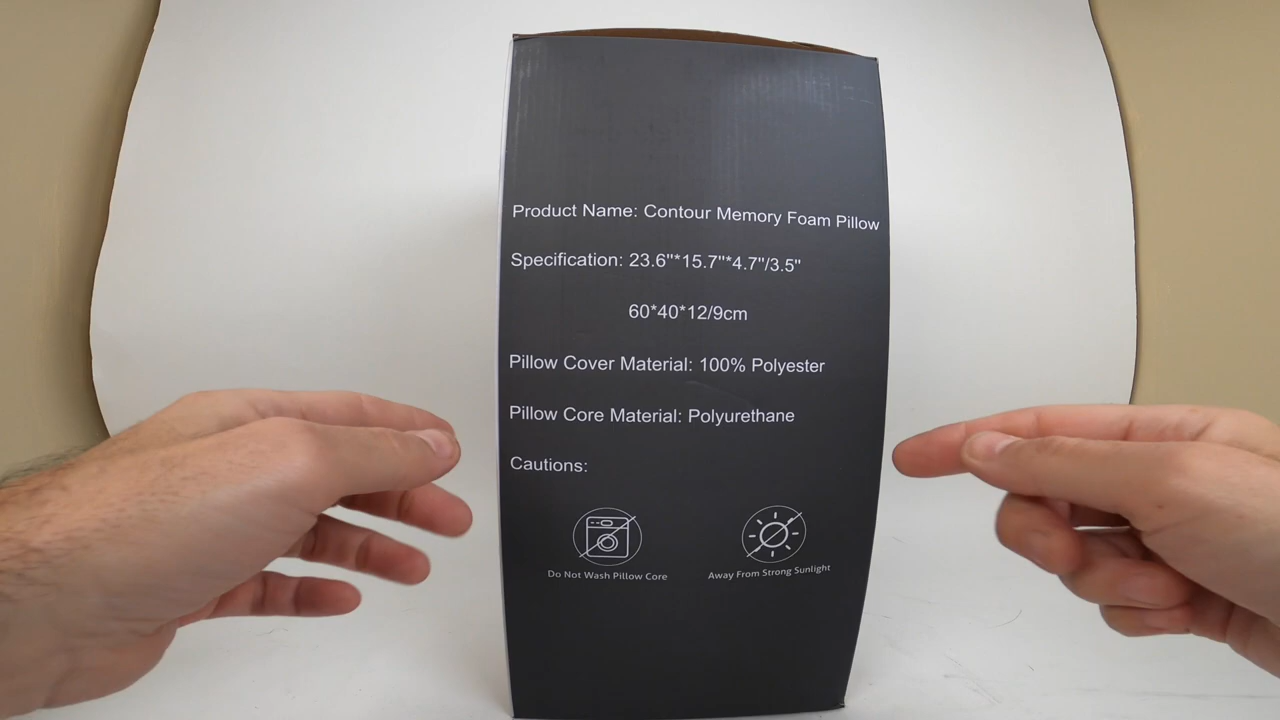 Product Name: Contour Memory Foam Pillow
Specification: 23.6"*15.7"*4.7"/3.5"
60*40*12/9cm
Pillow Cover Material: 100% Polyester
Pillow Core Material: Polyurethane
Cautions:
Do Not Wash Pillow Core
Away From Strong Sunlight